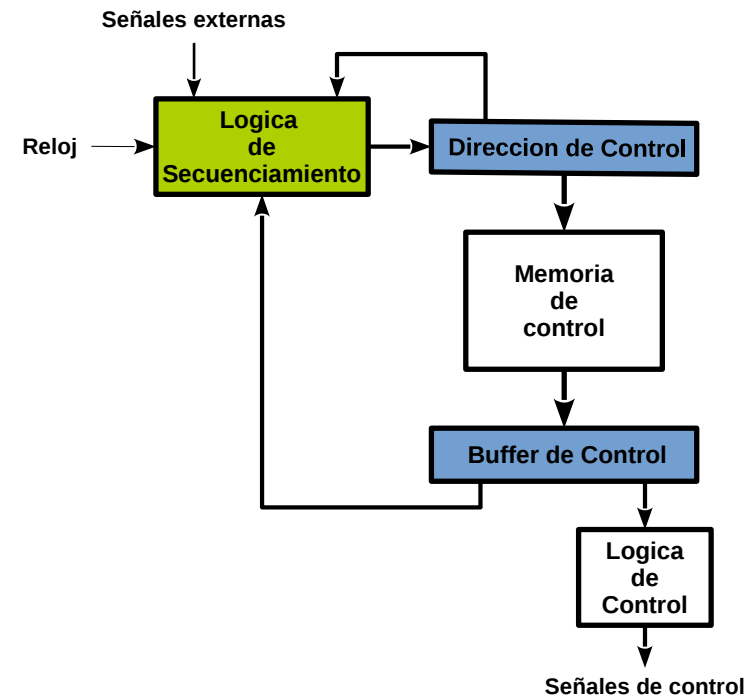 Señales externas
Reloj
Logica
de
Secuenciamiento
Direccion de Control
Memoria
de
control
Buffer de Control
Logica
de
Control
Señales de control